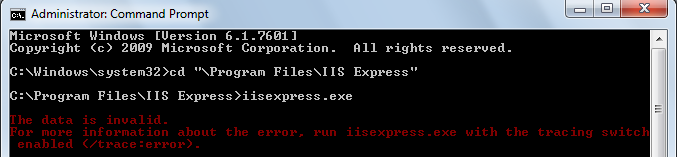 Administrator: Command Prompt
Microsoft Windows [Version 6.1.7601]
Copyright (c) 2009 Microsoft Corporation.  All rights reserved.
C:\Windows\system32>cd "\Program Files\IIS Express"
C:\Program Files\IIS Express>iisexpress.exe
The data is invalid.
For more information about the error, run iisexpress.exe with the tracing switch
 enabled (/trace:error).